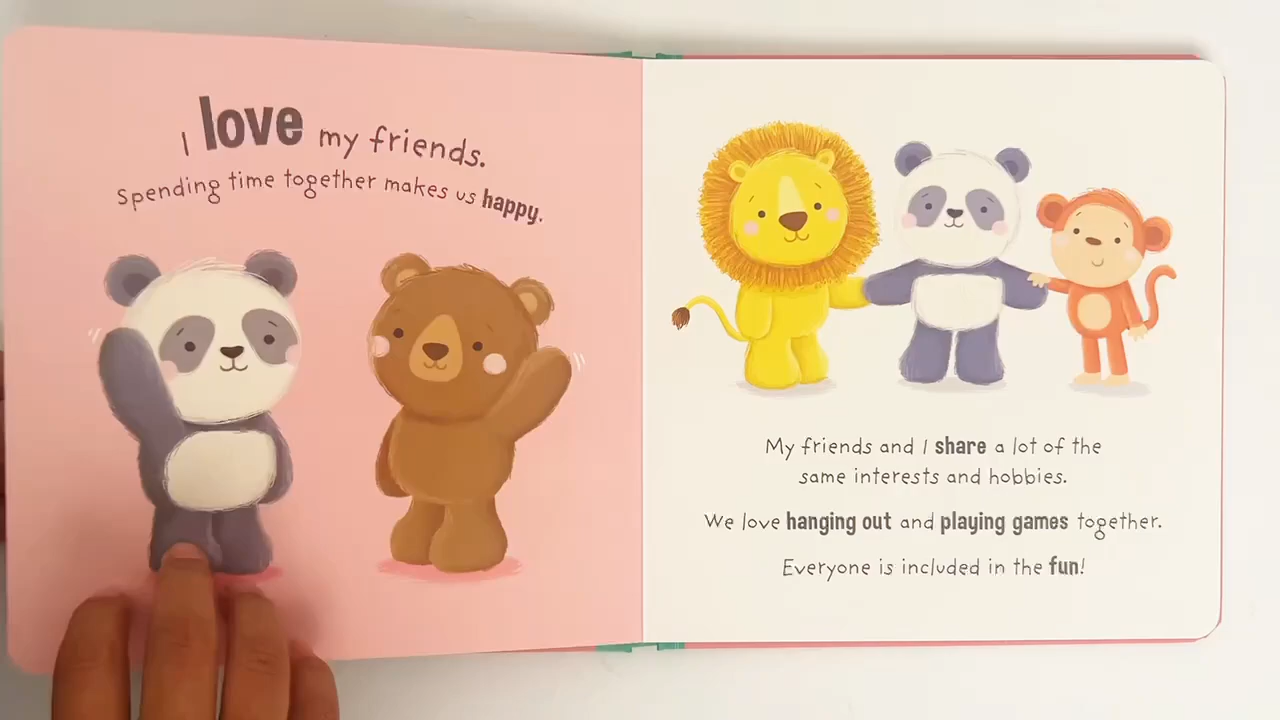 I love my friends.
Spending time together makes us happy.
My friends and I share a lot of the
same interests and hobbies.
We love hanging out and playing games together.
Everyone is included in the fun!